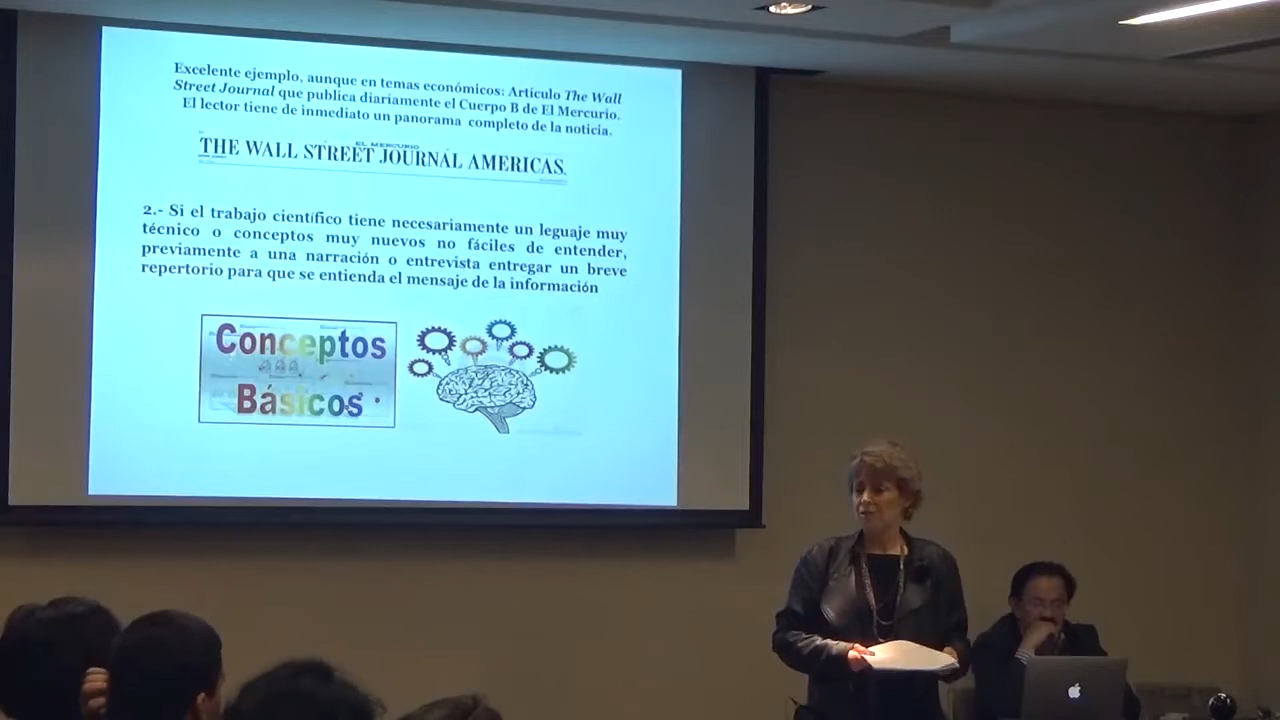 Excelente ejemplo, aunque en temas económicos: Artículo The Wall
Street Journal que publica diariamente el Cuerpo B de El Mercurio.
El lector tiene de inmediato un panorama completo de la noticia.
EL MERCURIO
THE WALL STREET JOURNAL AMERICAS.
2.- Si el trabajo científico tiene necesariamente un leguaje muy
técnico o conceptos muy nuevos no fáciles de entender,
previamente a una narración o entrevista entregar un breve
repertorio para que se entienda el mensaje de la información
Conceptos
Básicos